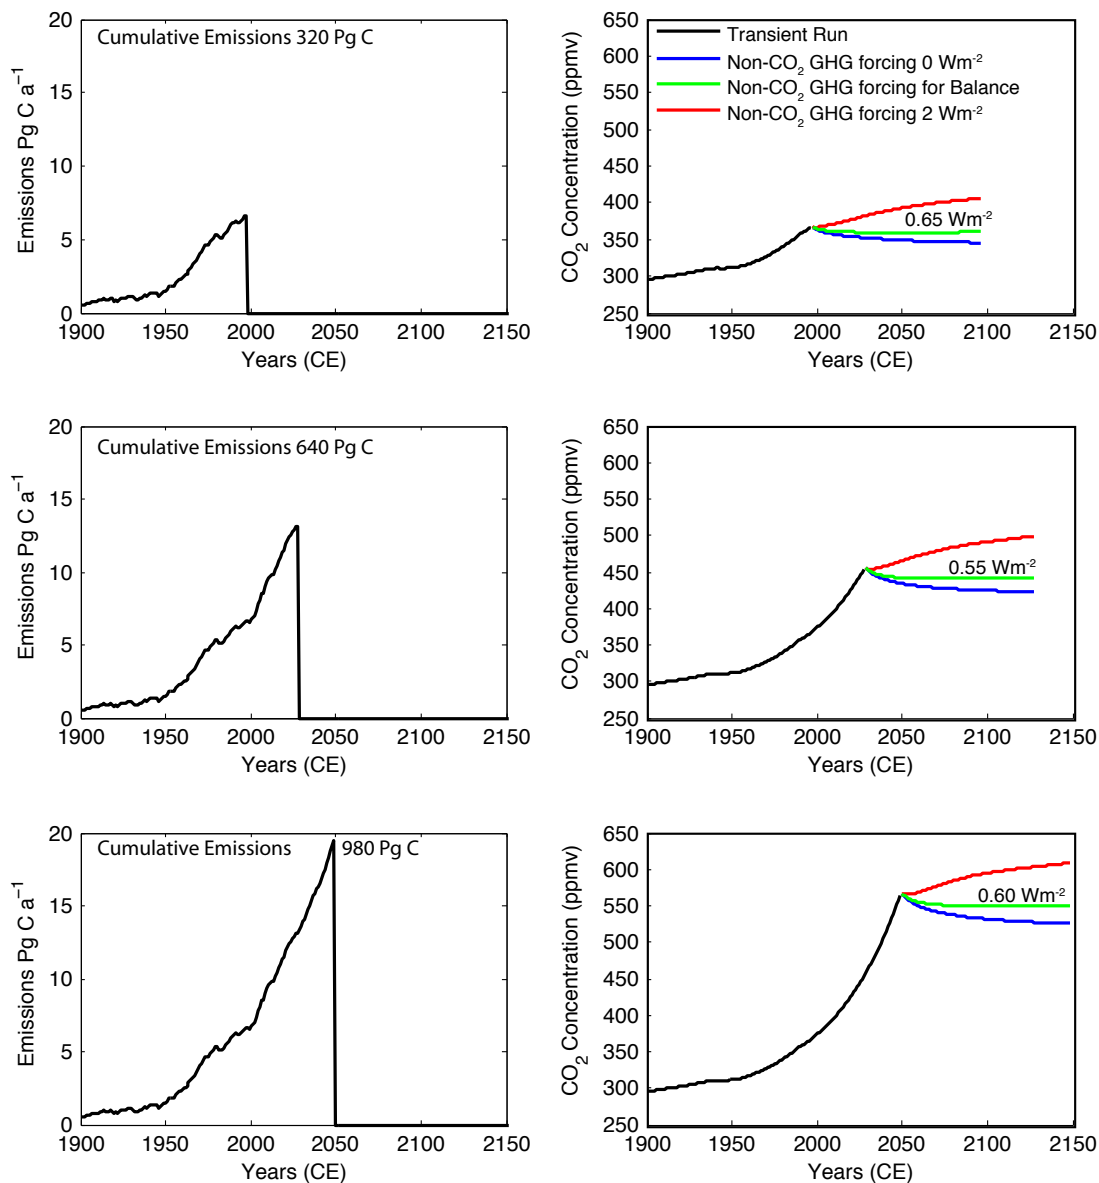 Cumulative Emissions 320 Pg C
Emissions Pg C a⁻¹
20
15
10
5
0
1900 1950 2000 2050 2100 2150
Years (CE)
Transient Run
Non-CO₂ GHG forcing 0 Wm⁻²
Non-CO₂ GHG forcing for Balance
Non-CO₂ GHG forcing 2 Wm⁻²
0.65 Wm⁻²
CO₂ Concentration (ppmv)
650
600
550
500
450
400
350
300
250
1900 1950 2000 2050 2100 2150
Years (CE)
Cumulative Emissions 640 Pg C
Emissions Pg C a⁻¹
20
15
10
5
0
1900 1950 2000 2050 2100 2150
Years (CE)
0.55 Wm⁻²
CO₂ Concentration (ppmv)
650
600
550
500
450
400
350
300
250
1900 1950 2000 2050 2100 2150
Years (CE)
Cumulative Emissions 980 Pg C
Emissions Pg C a⁻¹
20
15
10
5
0
1900 1950 2000 2050 2100 2150
Years (CE)
0.60 Wm⁻²
CO₂ Concentration (ppmv)
650
600
550
500
450
400
350
300
250
1900 1950 2000 2050 2100 2150
Years (CE)